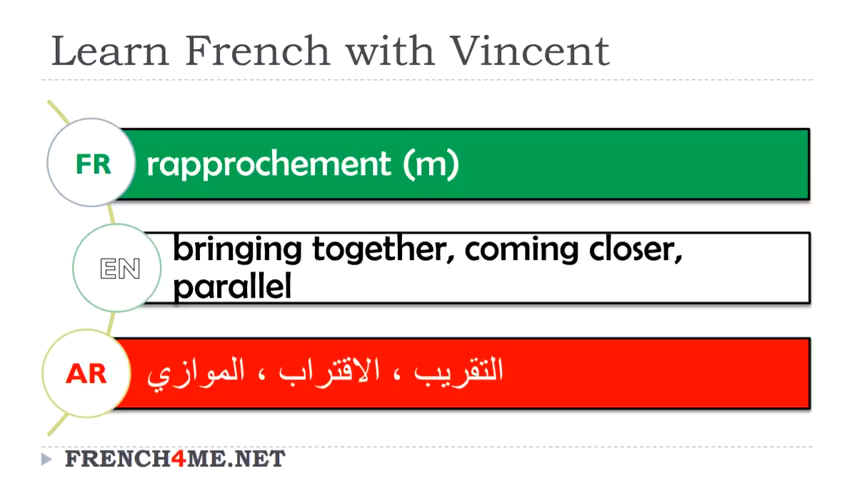 Learn French with Vincent
FR
rapprochement (m)
EN
bringing together, coming closer,
parallel
AR
التقريب ، الاقتراب ، الموازي
FRENCH4ME.NET